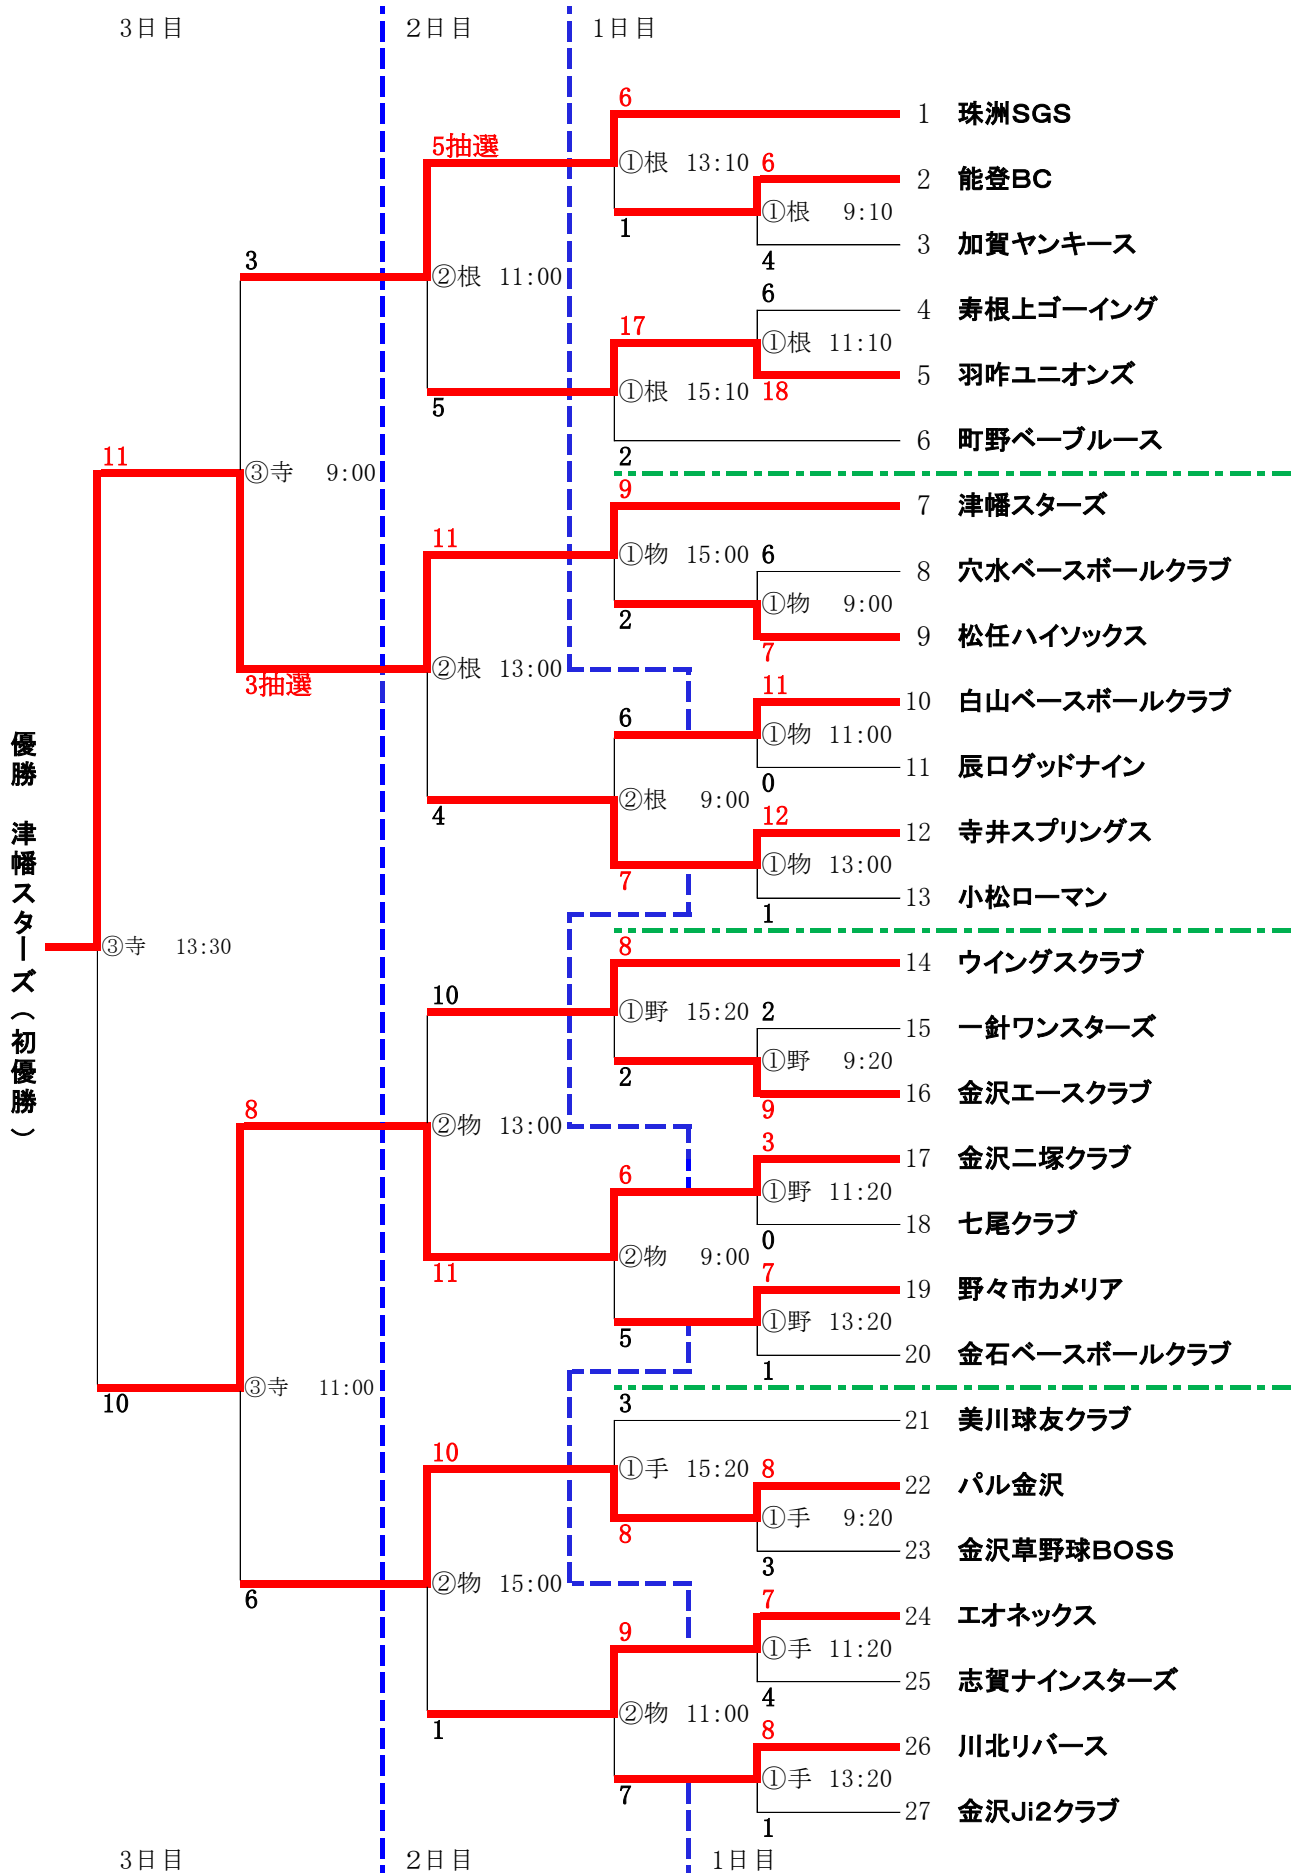 3日目 2日目 1日目
6 1 珠洲SGS
5抽選 ①根 13:10 6 2 能登BC
①根 9:10
1 3 加賀ヤンキース
3 4
②根 11:00 6
17 4 寿根上ゴーイング
①根 11:10
①根 15:10 18 5 羽咋ユニオンズ
5
6 町野ベーブルース
11 2
③寺 9:00 9
7 津幡スターズ
11 ①物 15:00 6
8 穴水ベースボールクラブ
①物 9:00
2 9 松任ハイソックス
7
②根 13:00
3抽選 11 10 白山ベースボールクラブ
6 ①物 11:00
11 辰口グッドナイン
0
②根 9:00
4 12 12 寺井スプリングス
①物 13:00
7 13 小松ローマン
1
優勝 津幡スターズ(初優勝)
③寺 13:30 8
14 ウイングスクラブ
10 ①野 15:20 2
15 一針ワンスターズ
①野 9:20
2 16 金沢エースクラブ
8 9
②物 13:00
3 17 金沢二塚クラブ
6 ①野 11:20
18 七尾クラブ
0
②物 9:00
11 7 19 野々市カメリア
①野 13:20
5 20 金石ベースボールクラブ
1
③寺 11:00
10 3
21 美川球友クラブ
10 ①手 15:20 8
22 パル金沢
①手 9:20
8 23 金沢草野球BOSS
3
②物 15:00
6 7 24 エオネックス
9 ①手 11:20
25 志賀ナインスターズ
4
②物 11:00
1 8 26 川北リバース
①手 13:20
7 27 金沢Ji2クラブ
1
3日目 2日目 1日目